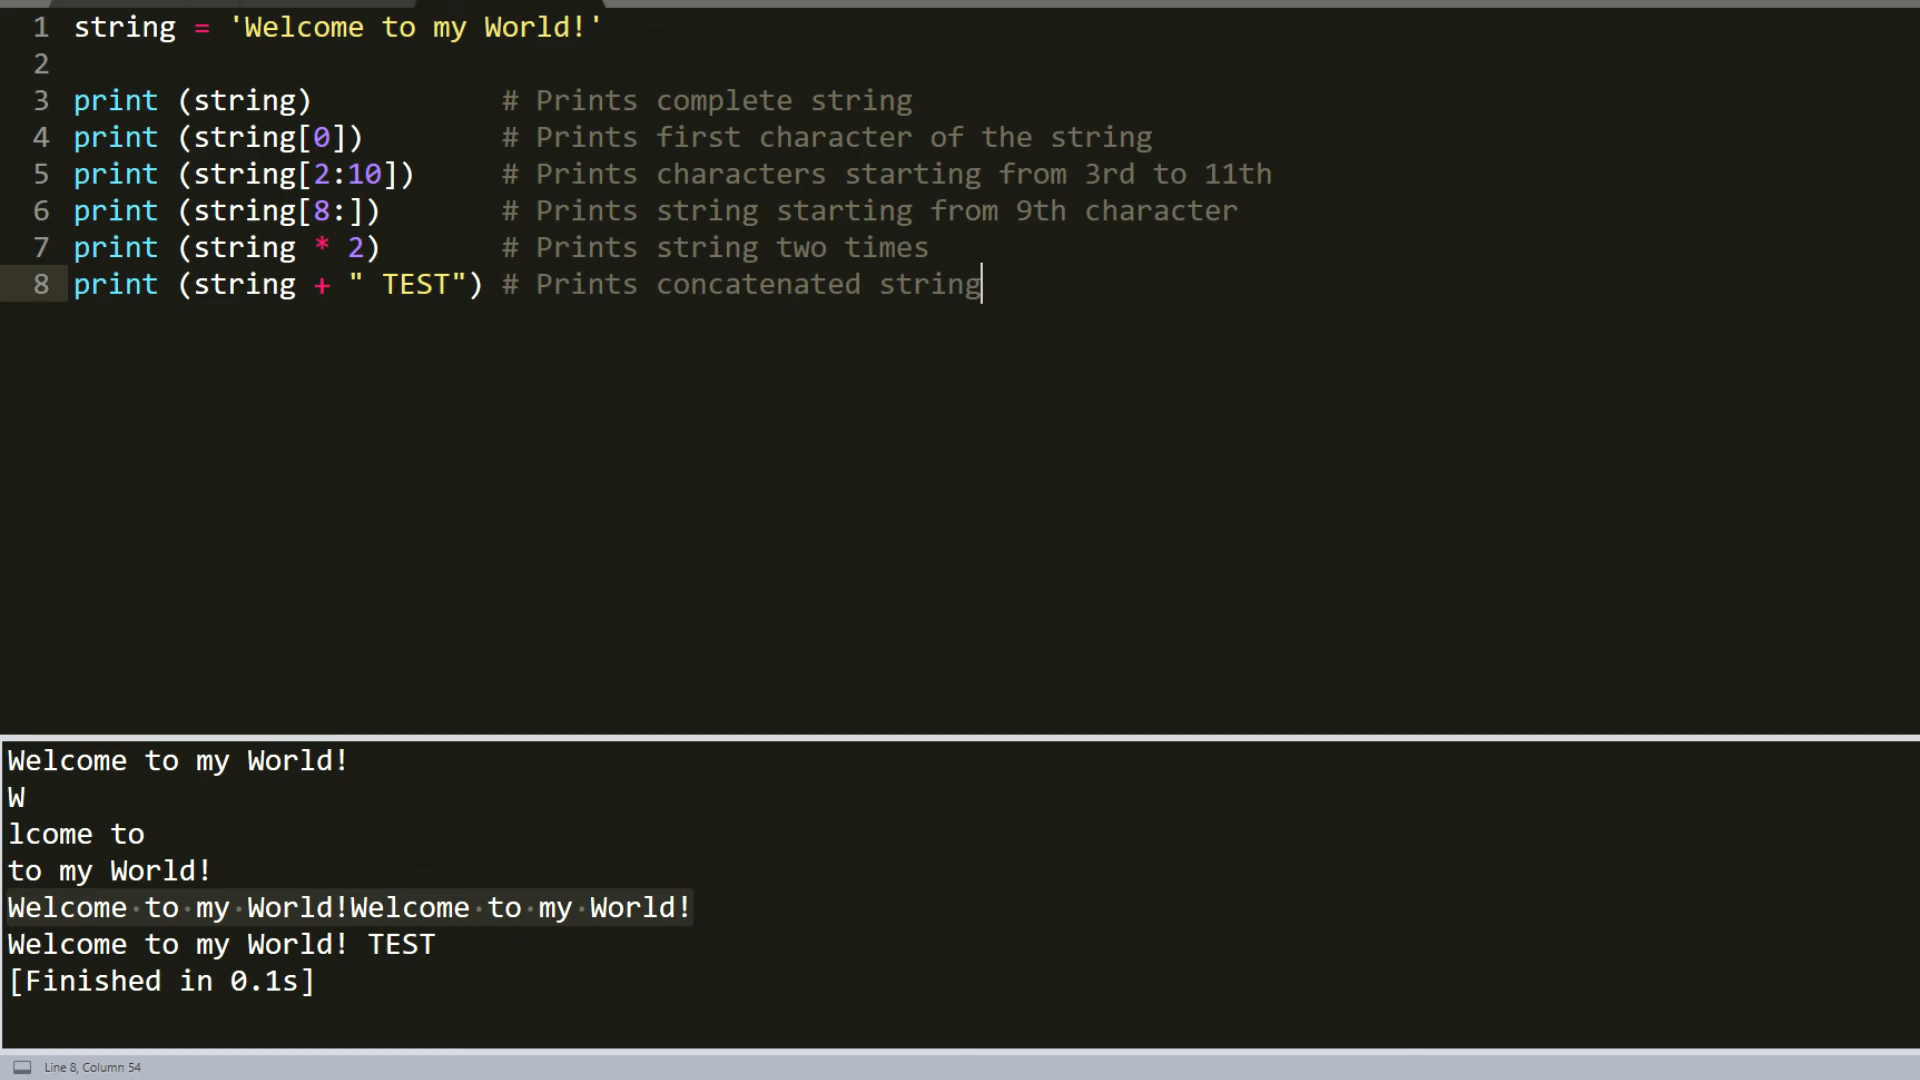 1 string = 'Welcome to my World!'
2
3 print (string)           # Prints complete string
4 print (string[0])        # Prints first character of the string
5 print (string[2:10])     # Prints characters starting from 3rd to 11th
6 print (string[8:])       # Prints string starting from 9th character
7 print (string * 2)       # Prints string two times
8 print (string + " TEST") # Prints concatenated string
Welcome to my World!
W
lcome to
to my World!
Welcome·to·my·World!Welcome·to·my·World!
Welcome to my World! TEST
[Finished in 0.1s]
Line 8, Column 54